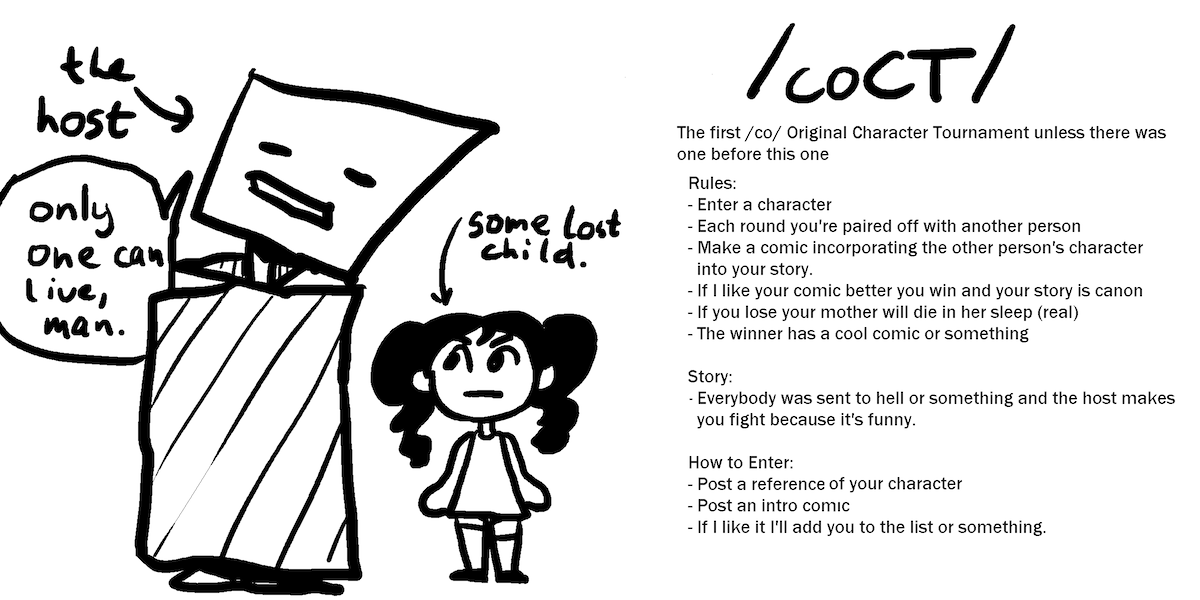 the
host
only
one can
live,
man.
some lost
child.
/coCT/
The first /co/ Original Character Tournament unless there was
one before this one
Rules:
- Enter a character
- Each round you're paired off with another person
- Make a comic incorporating the other person's character
into your story.
- If I like your comic better you win and your story is canon
- If you lose your mother will die in her sleep (real)
- The winner has a cool comic or something
Story:
- Everybody was sent to hell or something and the host makes
you fight because it's funny.
How to Enter:
- Post a reference of your character
- Post an intro comic
- If I like it I'll add you to the list or something.